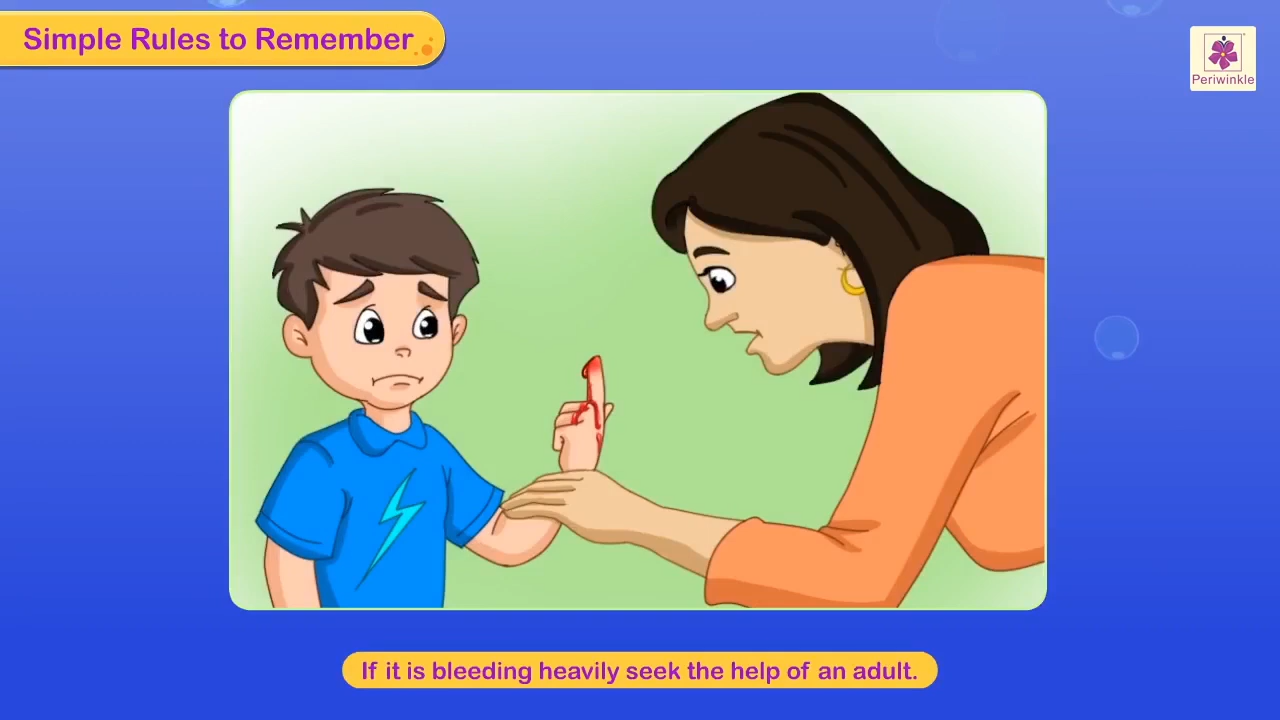 Simple Rules to Remember
Periwinkle
If it is bleeding heavily seek the help of an adult.